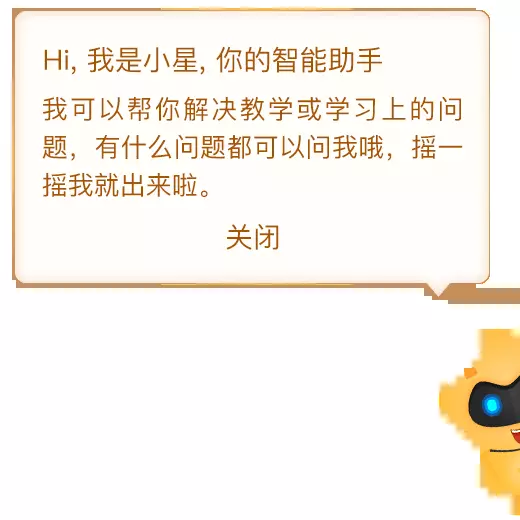 Hi, 我是小星, 你的智能助手
我可以帮你解决教学或学习上的问
题，有什么问题都可以问我哦，摇一
摇我就出来啦。
关闭